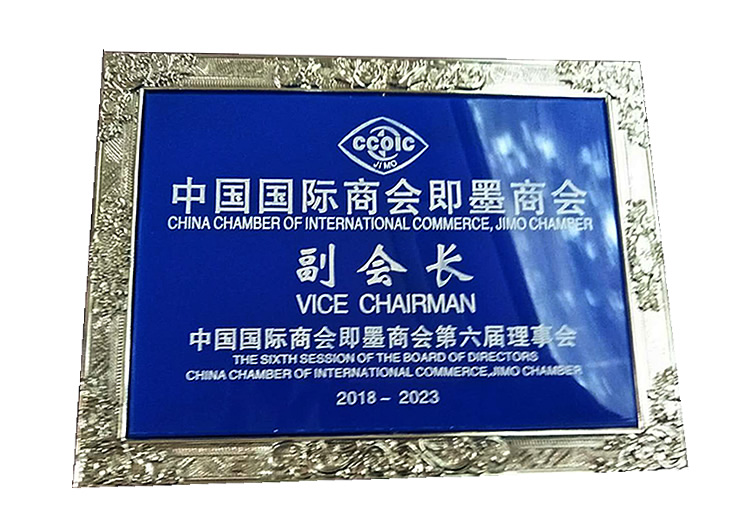 CCOIC
JIMO
中国国际商会即墨商会
CHINA CHAMBER OF INTERNATIONAL COMMERCE, JIMO CHAMBER
副会长
VICE CHAIRMAN
中国国际商会即墨商会第六届理事会
THE SIXTH SESSION OF THE BOARD OF DIRECTORS
CHINA CHAMBER OF INTERNATIONAL COMMERCE,JIMO CHAMBER
2018 – 2023